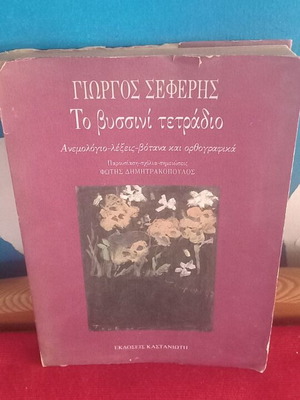 ΓΙΩΡΓΟΣ ΣΕΦΕΡΗΣ
Το βυσσινί τετράδιο
Ανεμολόγιο-λέξεις-βότανα και ορθογραφικά
Παρουσίαση-σχόλια-σημειώσεις
ΦΩΤΗΣ ΔΗΜΗΤΡΑΚΟΠΟΥΛΟΣ
ΕΚΔΟΣΕΙΣ ΚΑΣΤΑΝΙΩΤΗ